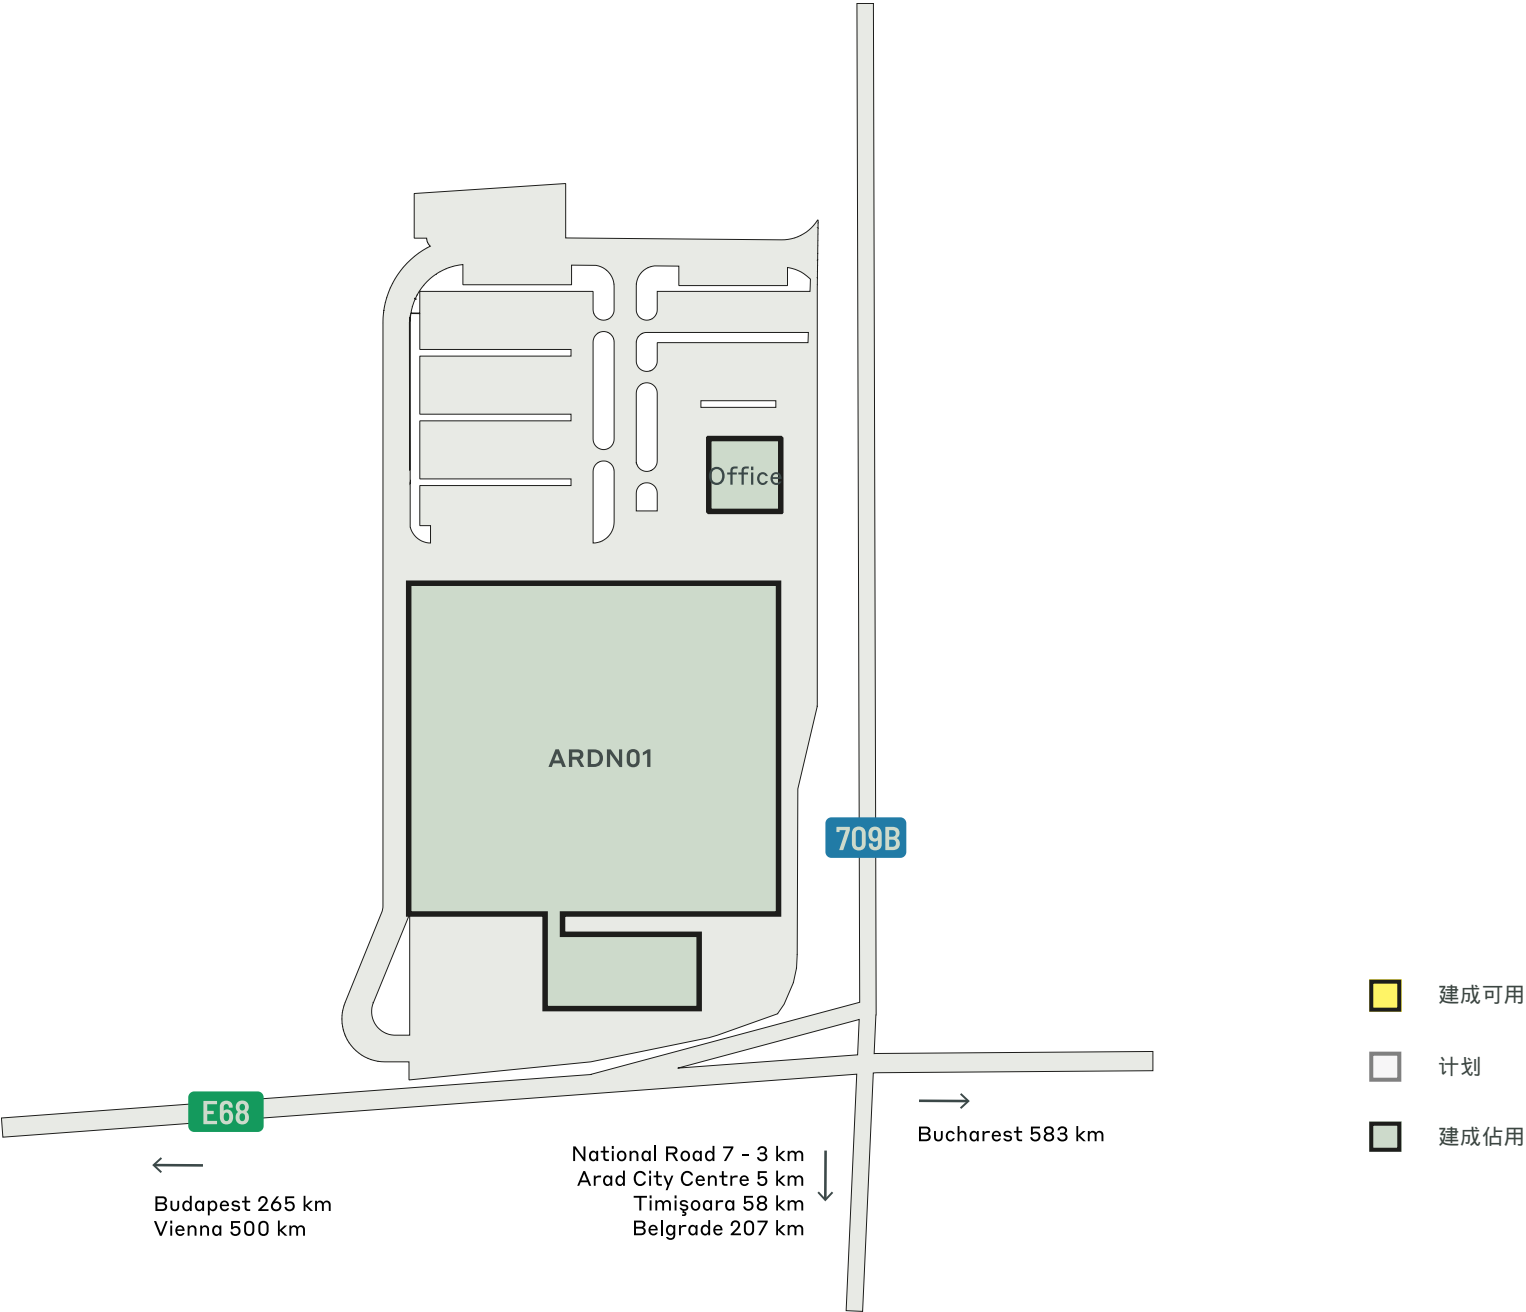 Office
ARDN01
709B
E68
Budapest 265 km
Vienna 500 km
National Road 7 - 3 km
Arad City Centre 5 km
Timişoara 58 km
Belgrade 207 km
Bucharest 583 km
建成可用
计划
建成佔用